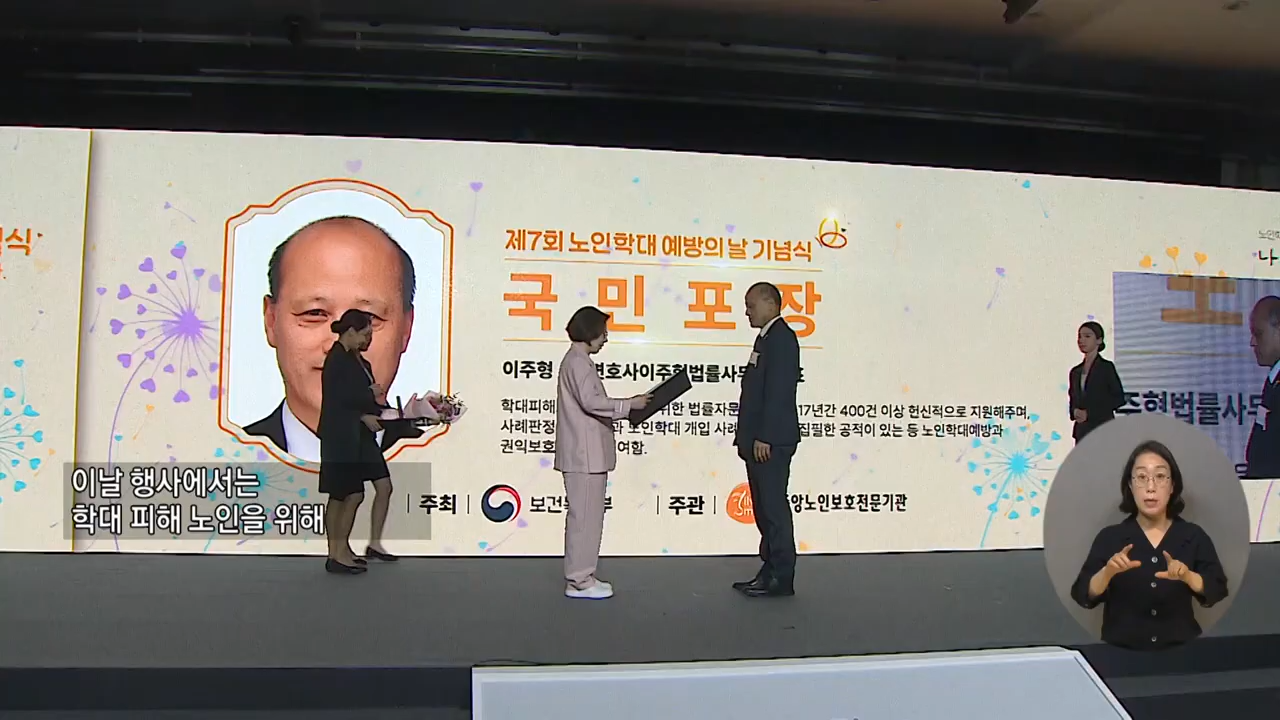 식
제7회 노인학대 예방의 날 기념식
국 민 포 장
이주형 변호사이주형법률사무 표
학대피해 위한 법률자문 17년간 400건 이상 헌신적으로 지원해주며,
사례판정 과 노인학대 개입 사례 집필한 공적이 있는 등 노인학대예방과
권익보호 여함.
주최 보건복 부 주관 앙노인보호전문기관
나
주형법률사무
이날 행사에서는
학대 피해 노인을 위해